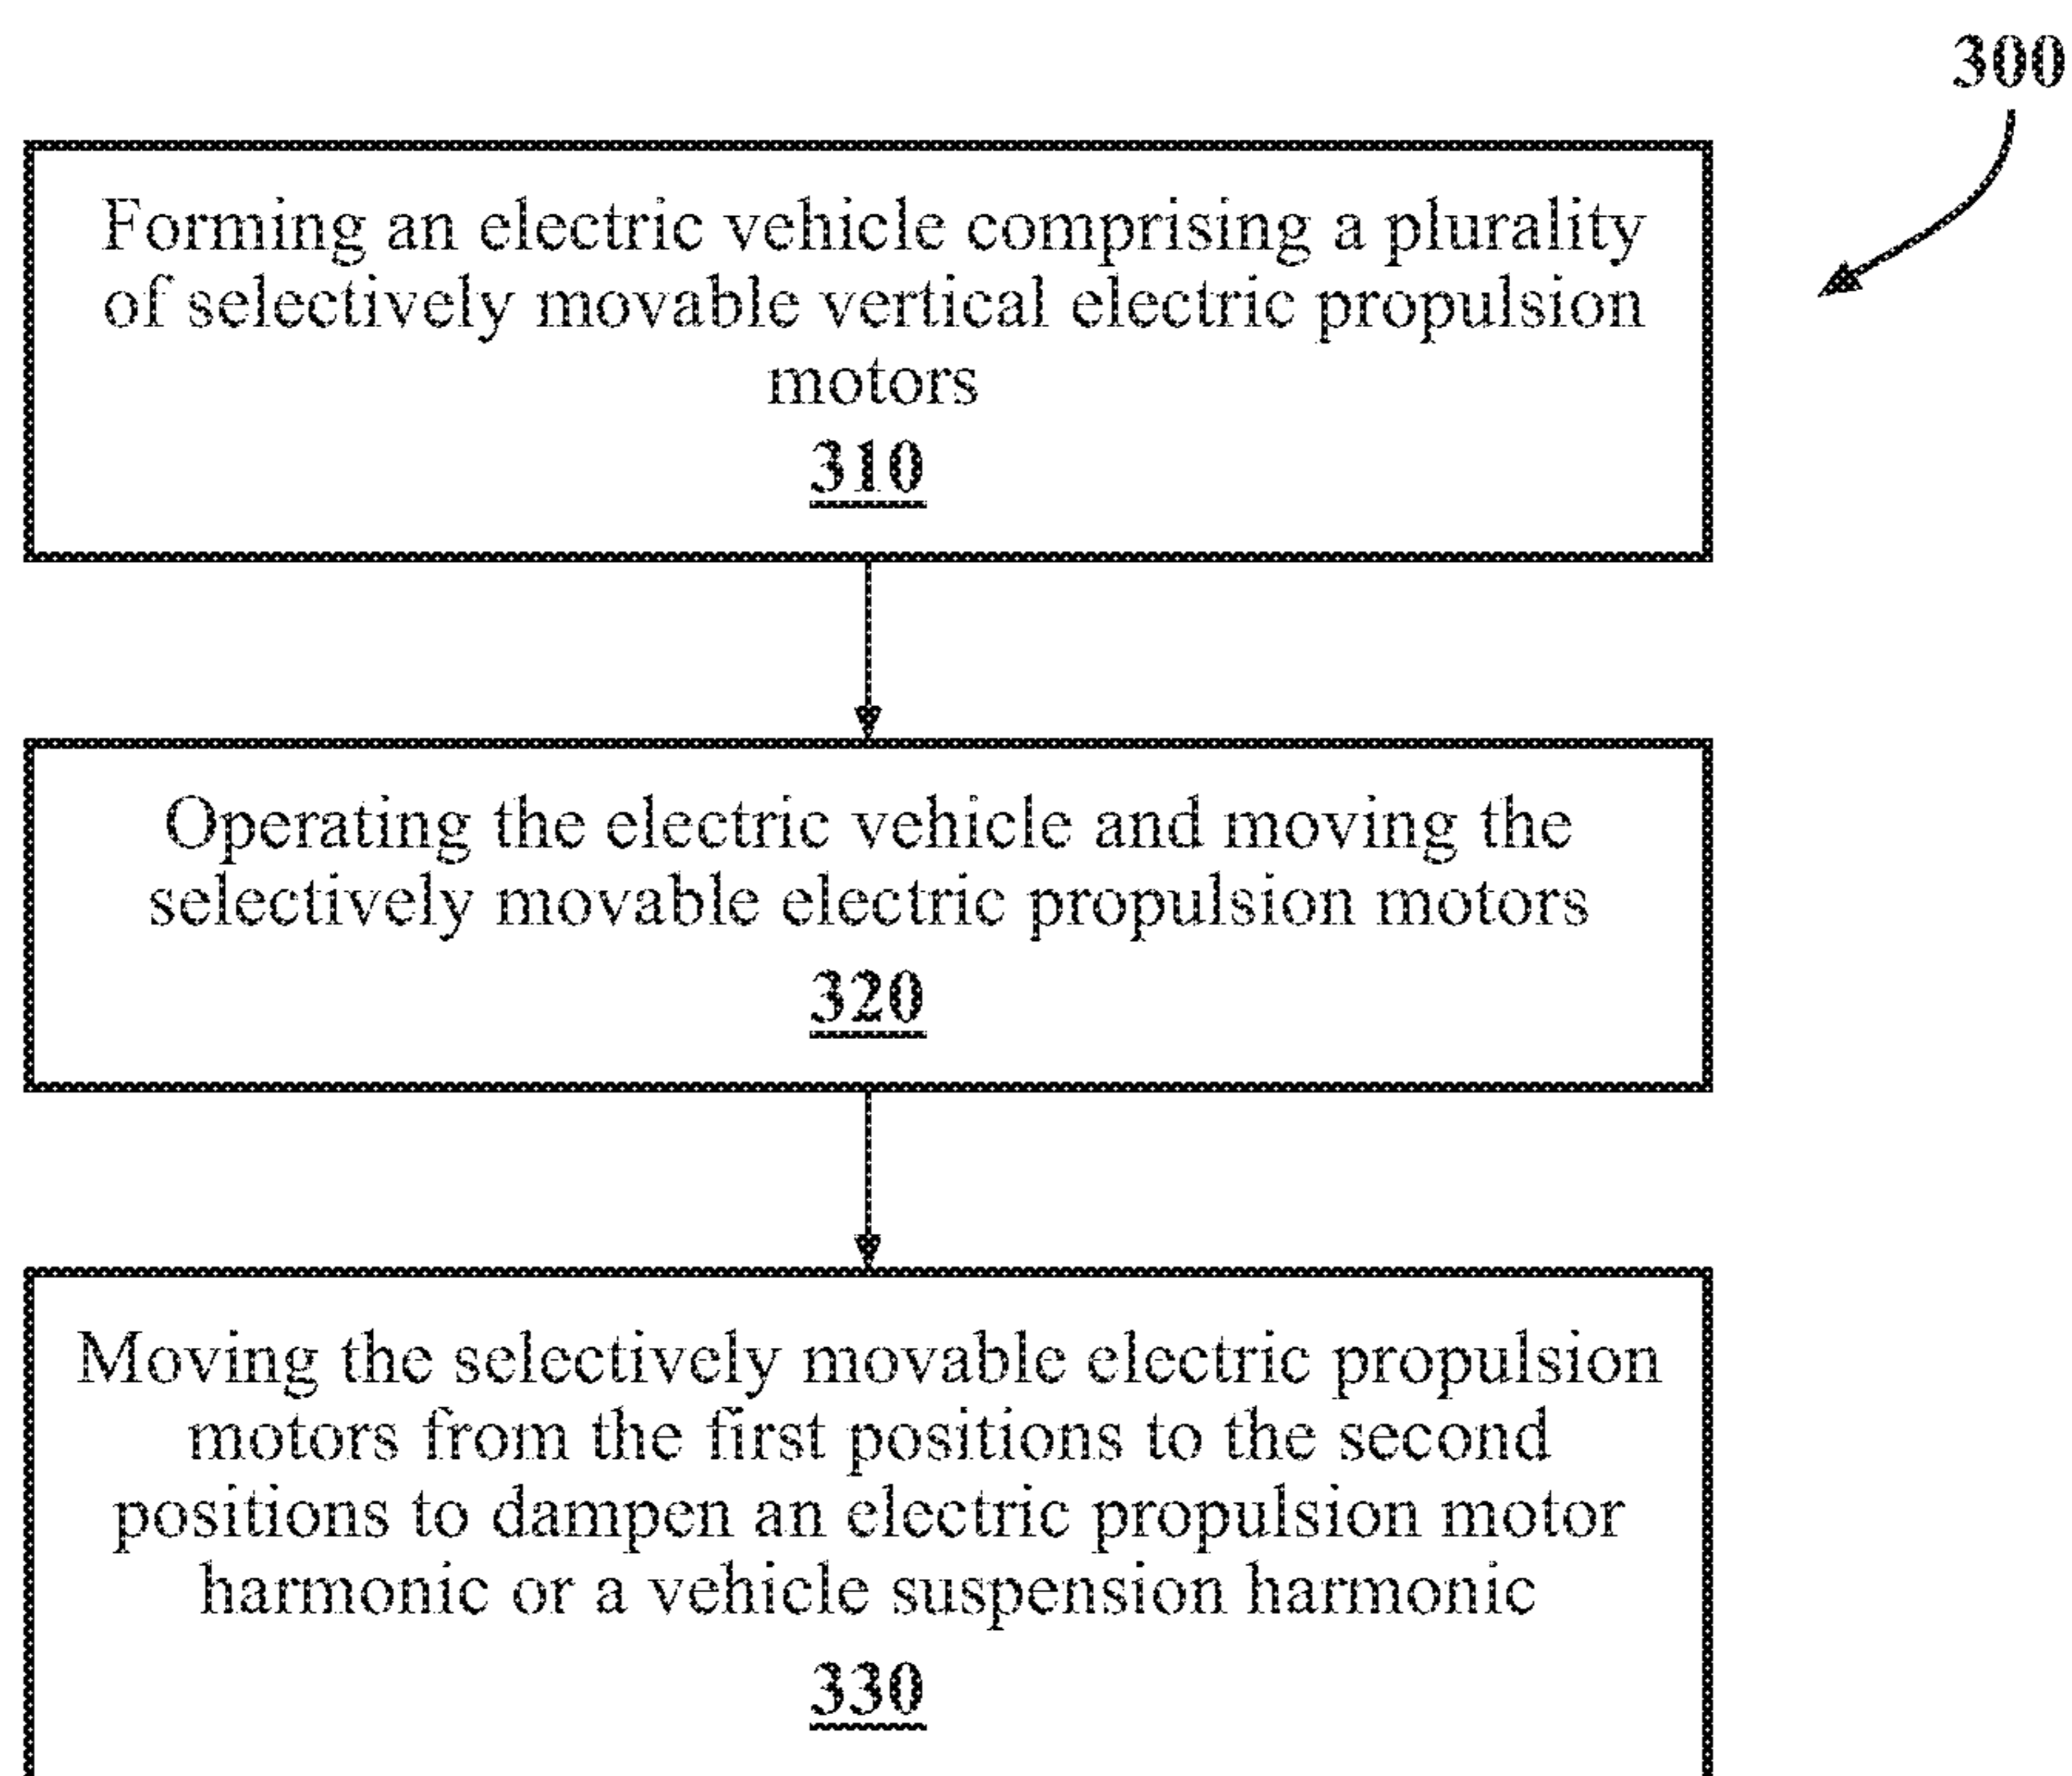 300
Forming an electric vehicle comprising a plurality
of selectively movable vertical electric propulsion
motors
310
Operating the electric vehicle and moving the
selectively movable electric propulsion motors
320
Moving the selectively movable electric propulsion
motors from the first positions to the second
positions to dampen an electric propulsion motor
harmonic or a vehicle suspension harmonic
330